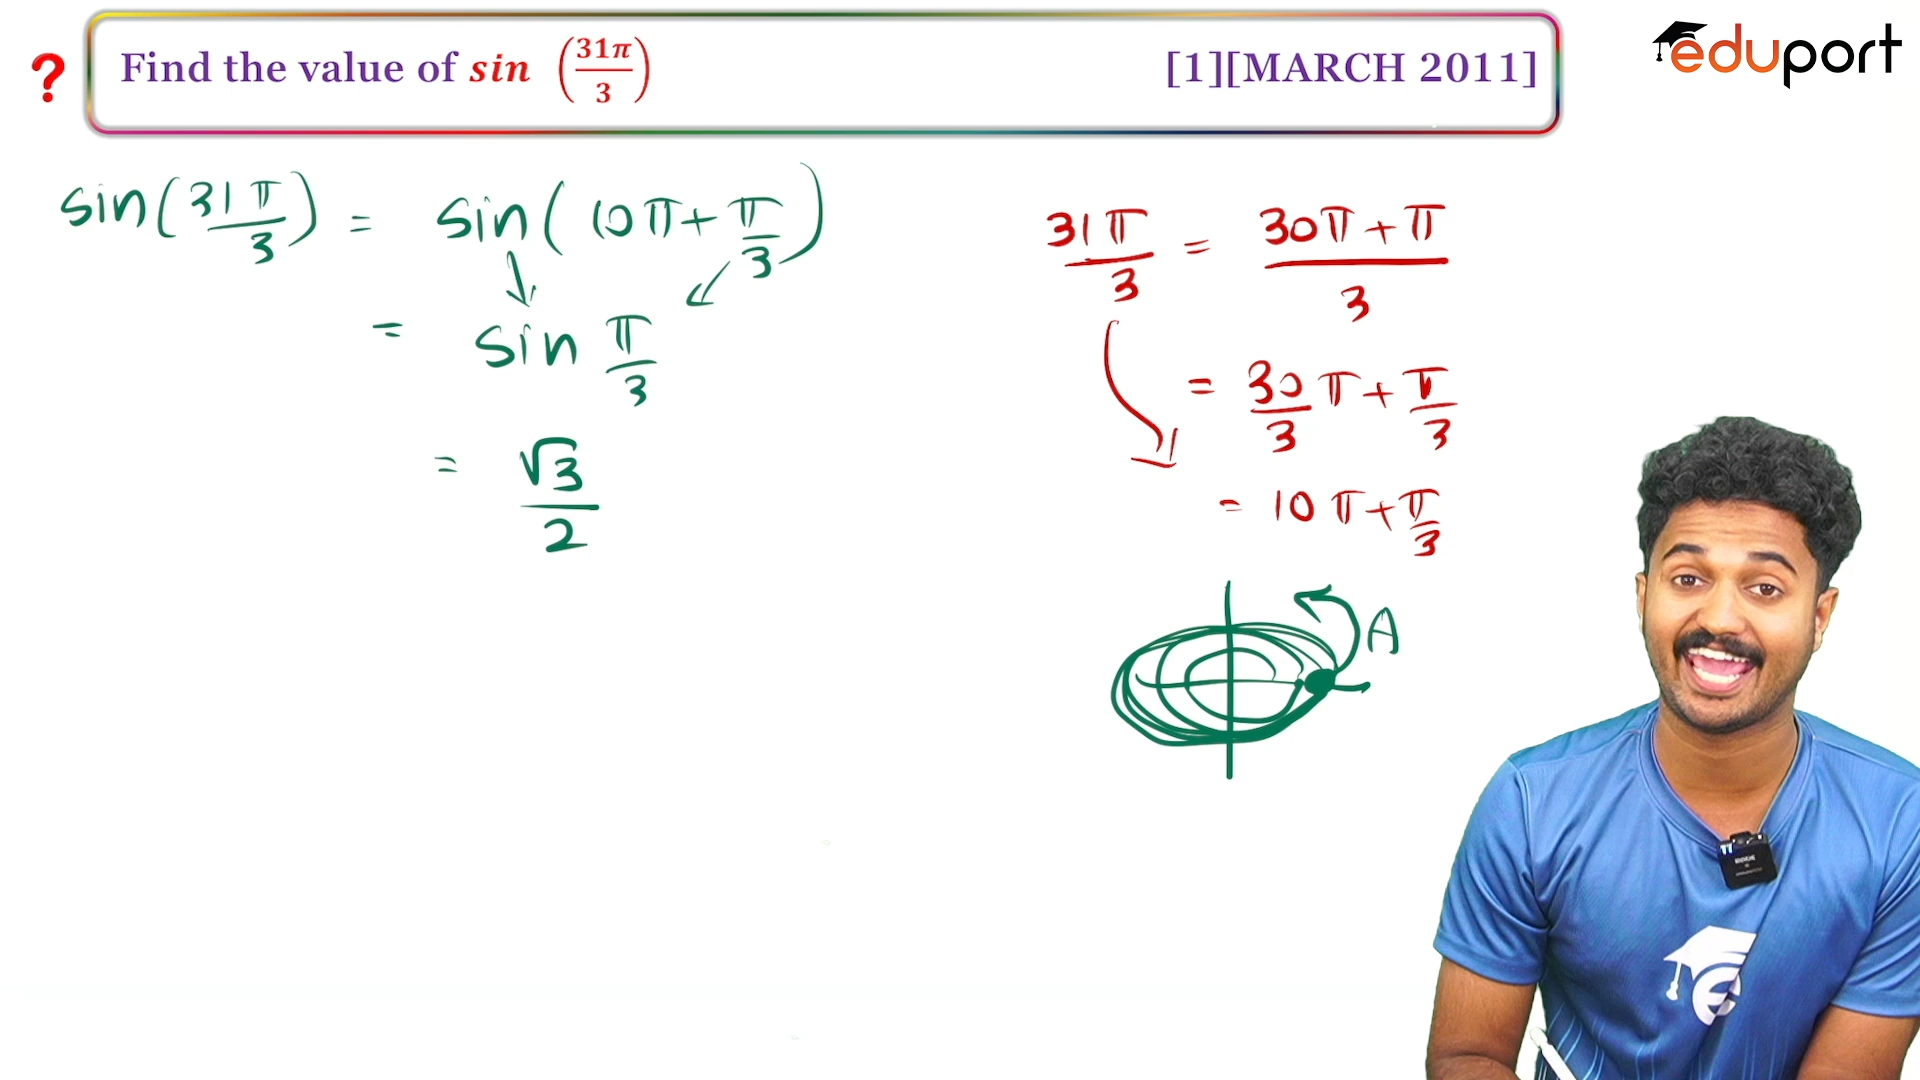 ? Find the value of sin (31π/3) [1][MARCH 2011]
eduport
sin(31π/3) = sin(10π+π/3)
= sin π/3
= √3/2
31π/3 = 30π+π/3
= 30/3 π+π/3
= 10π+π/3
A